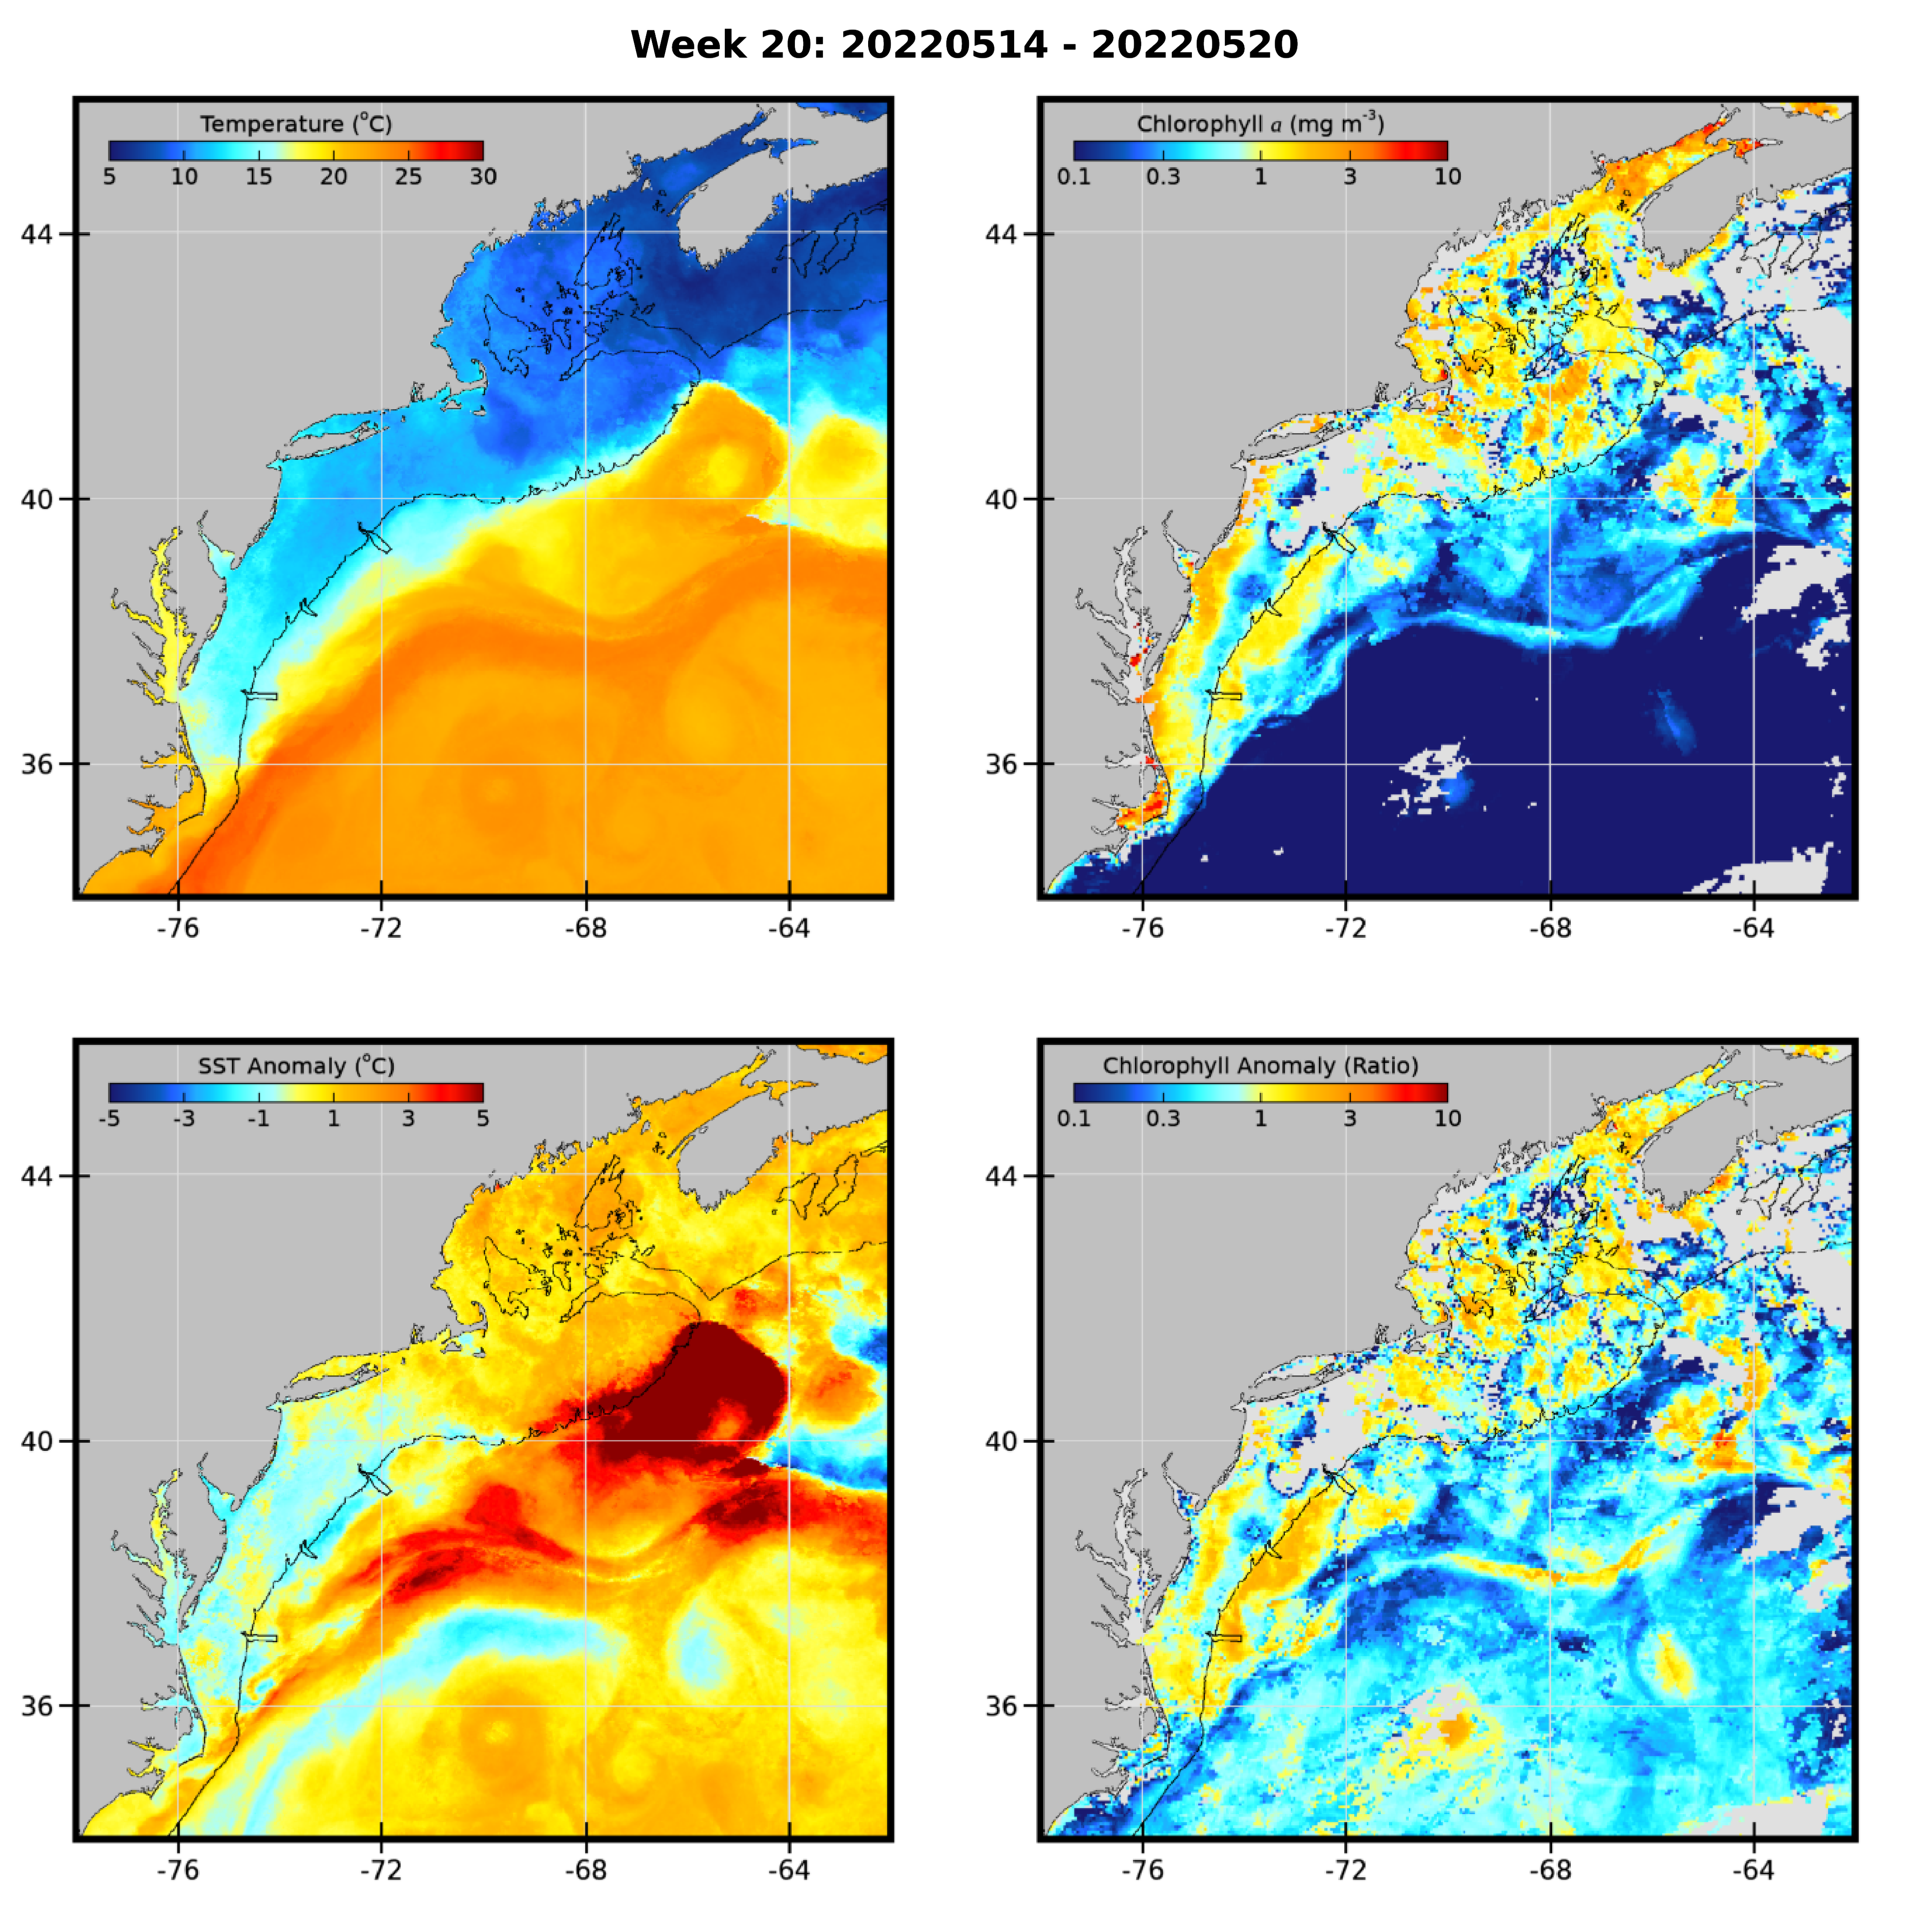 Week 20: 20220514 - 20220520
Temperature (°C)
5 10 15 20 25 30
44
40
36
-76 -72 -68 -64
Chlorophyll a (mg m⁻³)
0.1 0.3 1 3 10
44
40
36
-76 -72 -68 -64
SST Anomaly (°C)
-5 -3 -1 1 3 5
44
40
36
-76 -72 -68 -64
Chlorophyll Anomaly (Ratio)
0.1 0.3 1 3 10
44
40
36
-76 -72 -68 -64